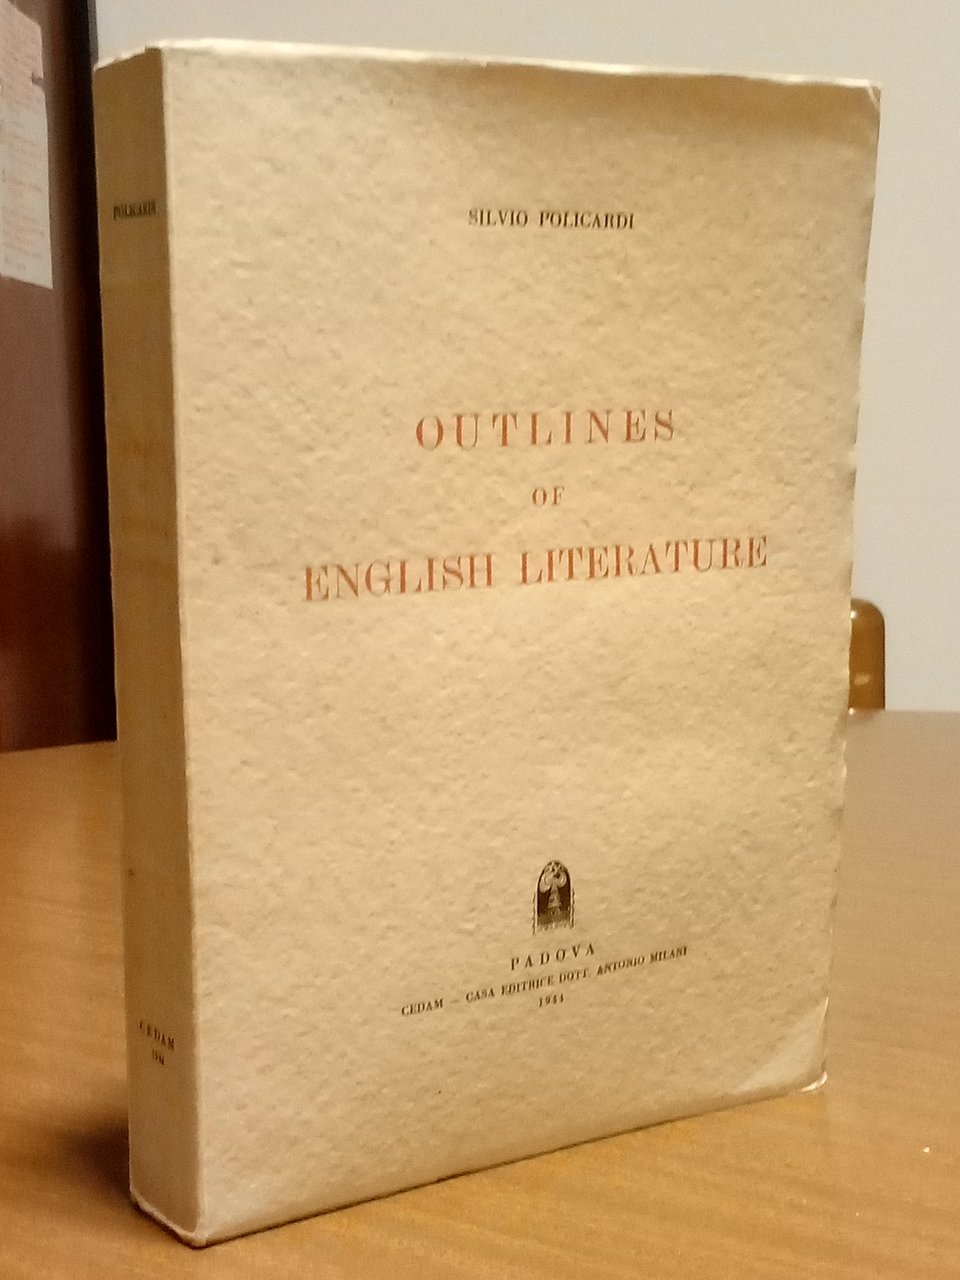 POLICARDI
CEDAM
1944
SILVIO POLICARDI
OUTLINES
OF
ENGLISH LITERATURE
PADOVA
CEDAM - CASA EDITRICE DOTT. ANTONIO MILANI
1944